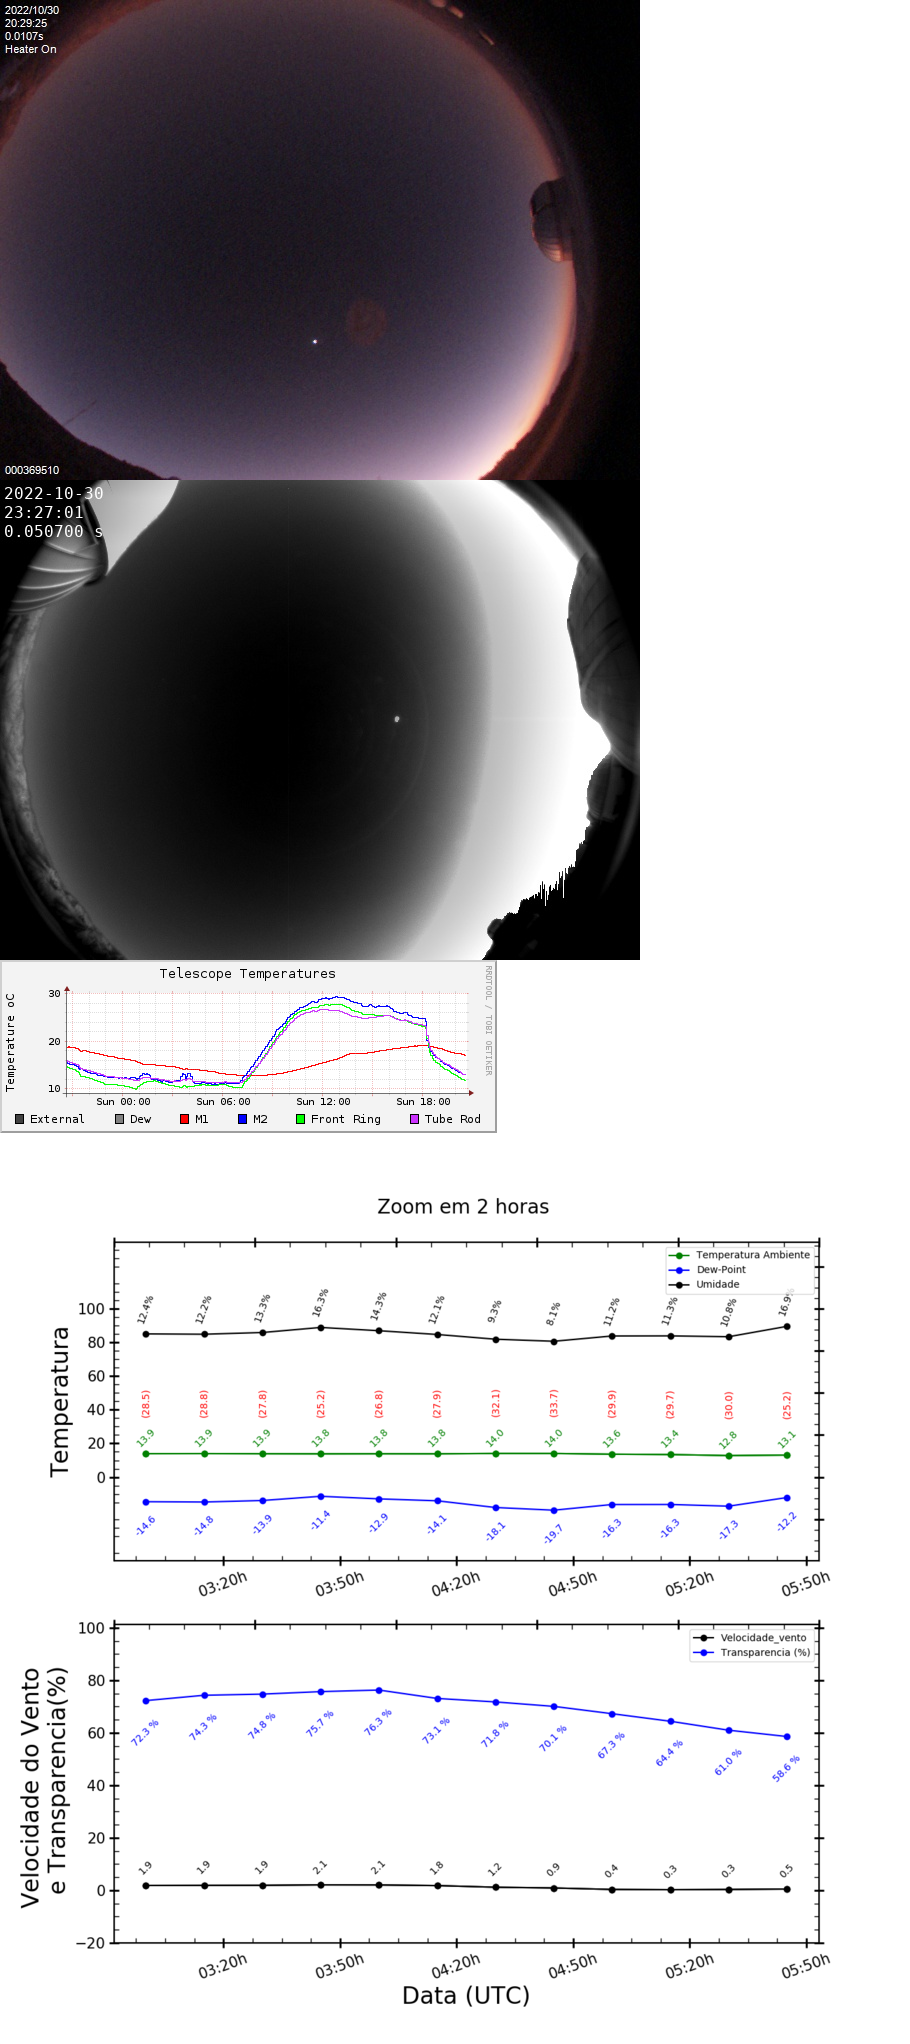 2022/10/30
20:29:25
0.0107s
Heater On
000369510
2022-10-30
23:27:01
0.050700 s
Telescope Temperatures
RRDTOOL / TOBI OETIKER
Temperature oC
30
20
10
Sun 00:00 Sun 06:00 Sun 12:00 Sun 18:00
External Dew M1 M2 Front Ring Tube Rod
Zoom em 2 horas
Temperatura Ambiente
Dew-Point
Umidade
Temperatura
100
80
60
40
20
0
12.4% 12.2% 13.3% 16.3% 14.3% 12.1% 9.3% 8.1% 11.2% 11.3% 10.8% 16.9%
(28.5) (28.8) (27.8) (25.2) (26.8) (27.9) (32.1) (33.7) (29.9) (29.7) (30.0) (25.2)
13.9 13.9 13.9 13.8 13.8 13.8 14.0 14.0 13.6 13.4 12.8 13.1
-14.6 -14.8 -13.9 -11.4 -12.9 -14.1 -18.1 -19.7 -16.3 -16.3 -17.3 -12.2
03:20h 03:50h 04:20h 04:50h 05:20h 05:50h
Velocidade_vento
Transparencia (%)
Velocidade do Vento
e Transparencia(%)
100
80
60
40
20
0
−20
72.3 % 74.3 % 74.8 % 75.7 % 76.3 % 73.1 % 71.8 % 70.1 % 67.3 % 64.4 % 61.0 % 58.6 %
1.9 1.9 1.9 2.1 2.1 1.8 1.2 0.9 0.4 0.3 0.3 0.5
03:20h 03:50h 04:20h 04:50h 05:20h 05:50h
Data (UTC)